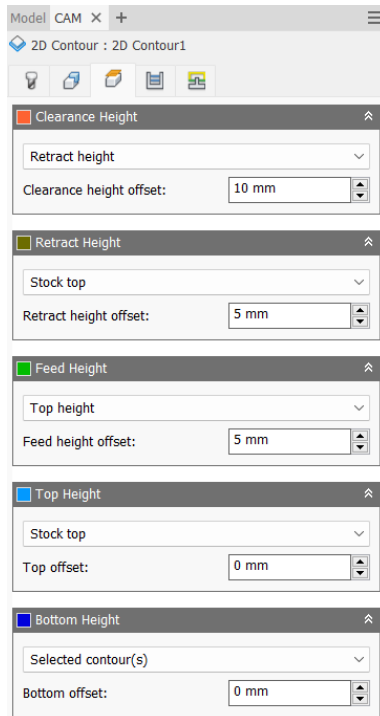 Model CAM × +
2D Contour : 2D Contour1
Clearance Height
Retract height
Clearance height offset: 10 mm
Retract Height
Stock top
Retract height offset: 5 mm
Feed Height
Top height
Feed height offset: 5 mm
Top Height
Stock top
Top offset: 0 mm
Bottom Height
Selected contour(s)
Bottom offset: 0 mm